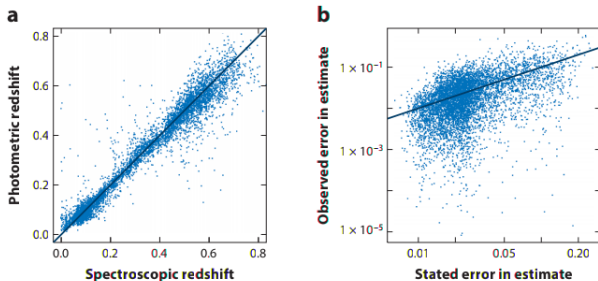 a
Photometric redshift
0.8
0.6
0.4
0.2
0.0
0.0 0.2 0.4 0.6 0.8
Spectroscopic redshift
b
Observed error in estimate
1 × 10⁻¹
1 × 10⁻³
1 × 10⁻⁵
0.01 0.05 0.20
Stated error in estimate